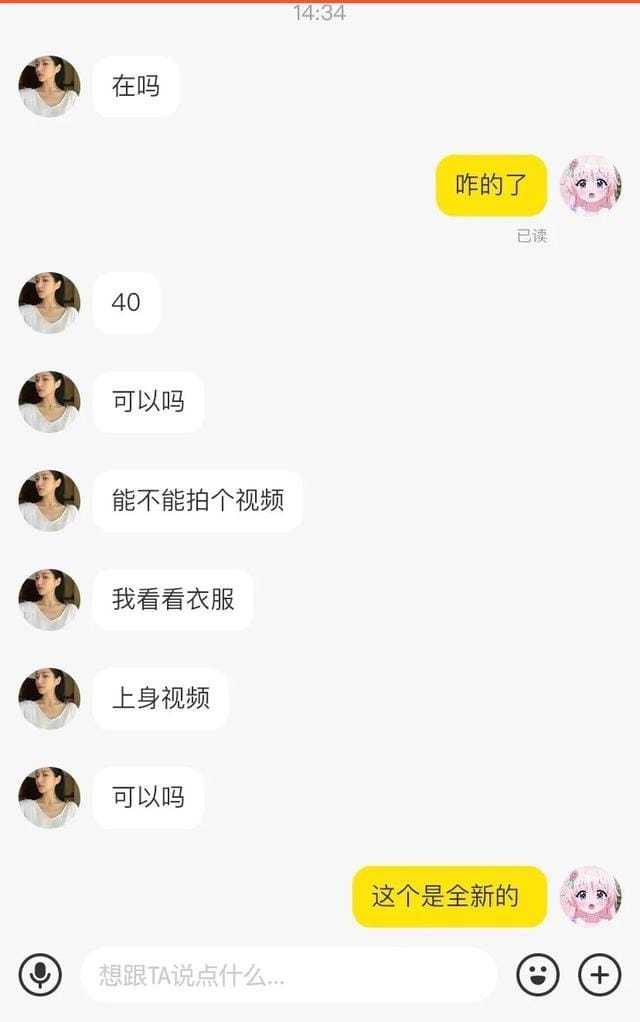 14:34
在吗
咋的了
已读
40
可以吗
能不能拍个视频
我看看衣服
上身视频
可以吗
这个是全新的
想跟TA说点什么...